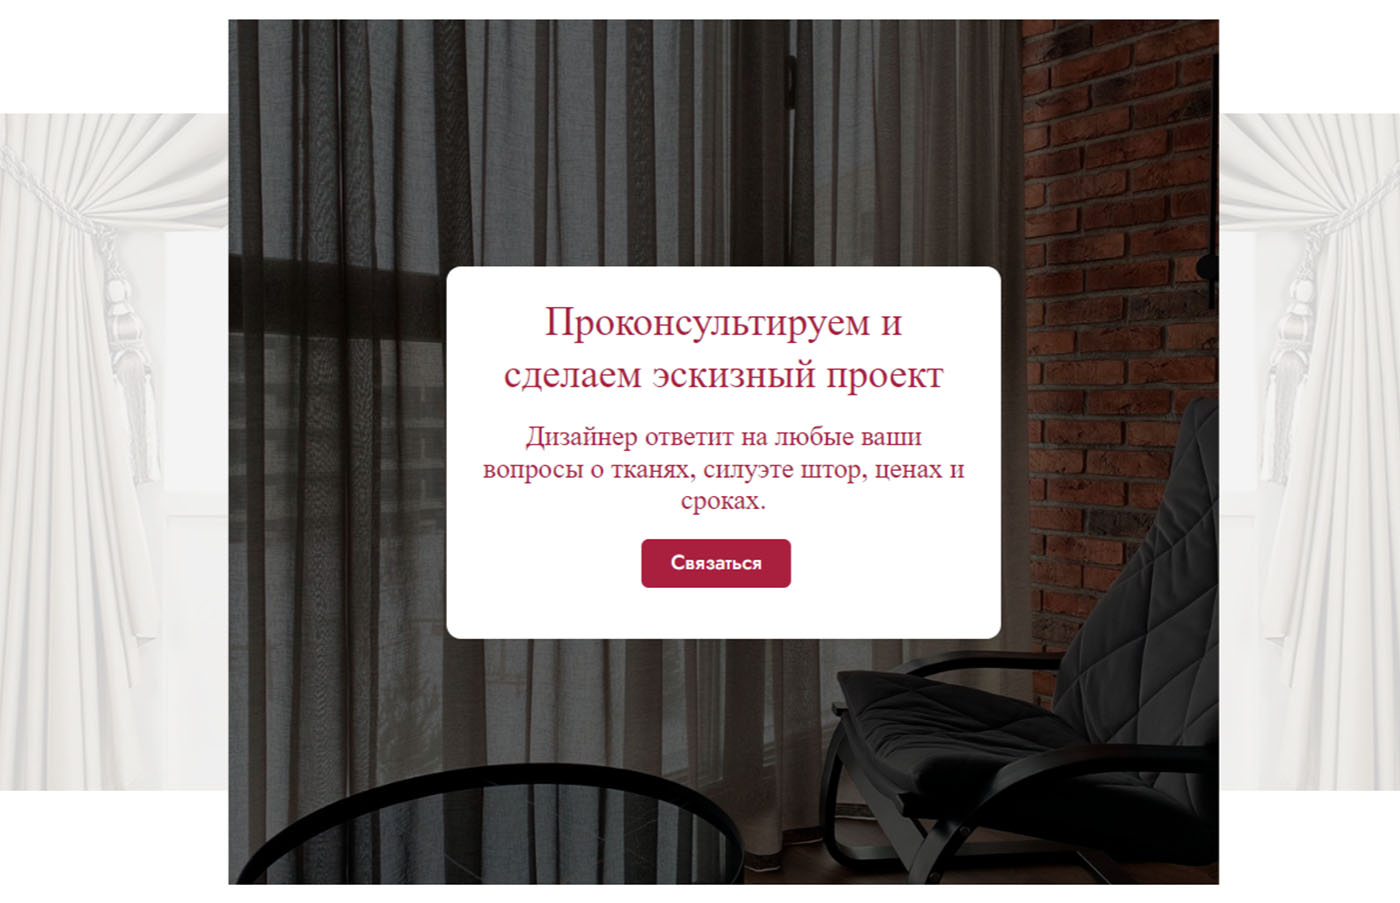 Проконсультируем и
сделаем эскизный проект
Дизайнер ответит на любые ваши
вопросы о тканях, силуэте штор, ценах и
сроках.
Связаться